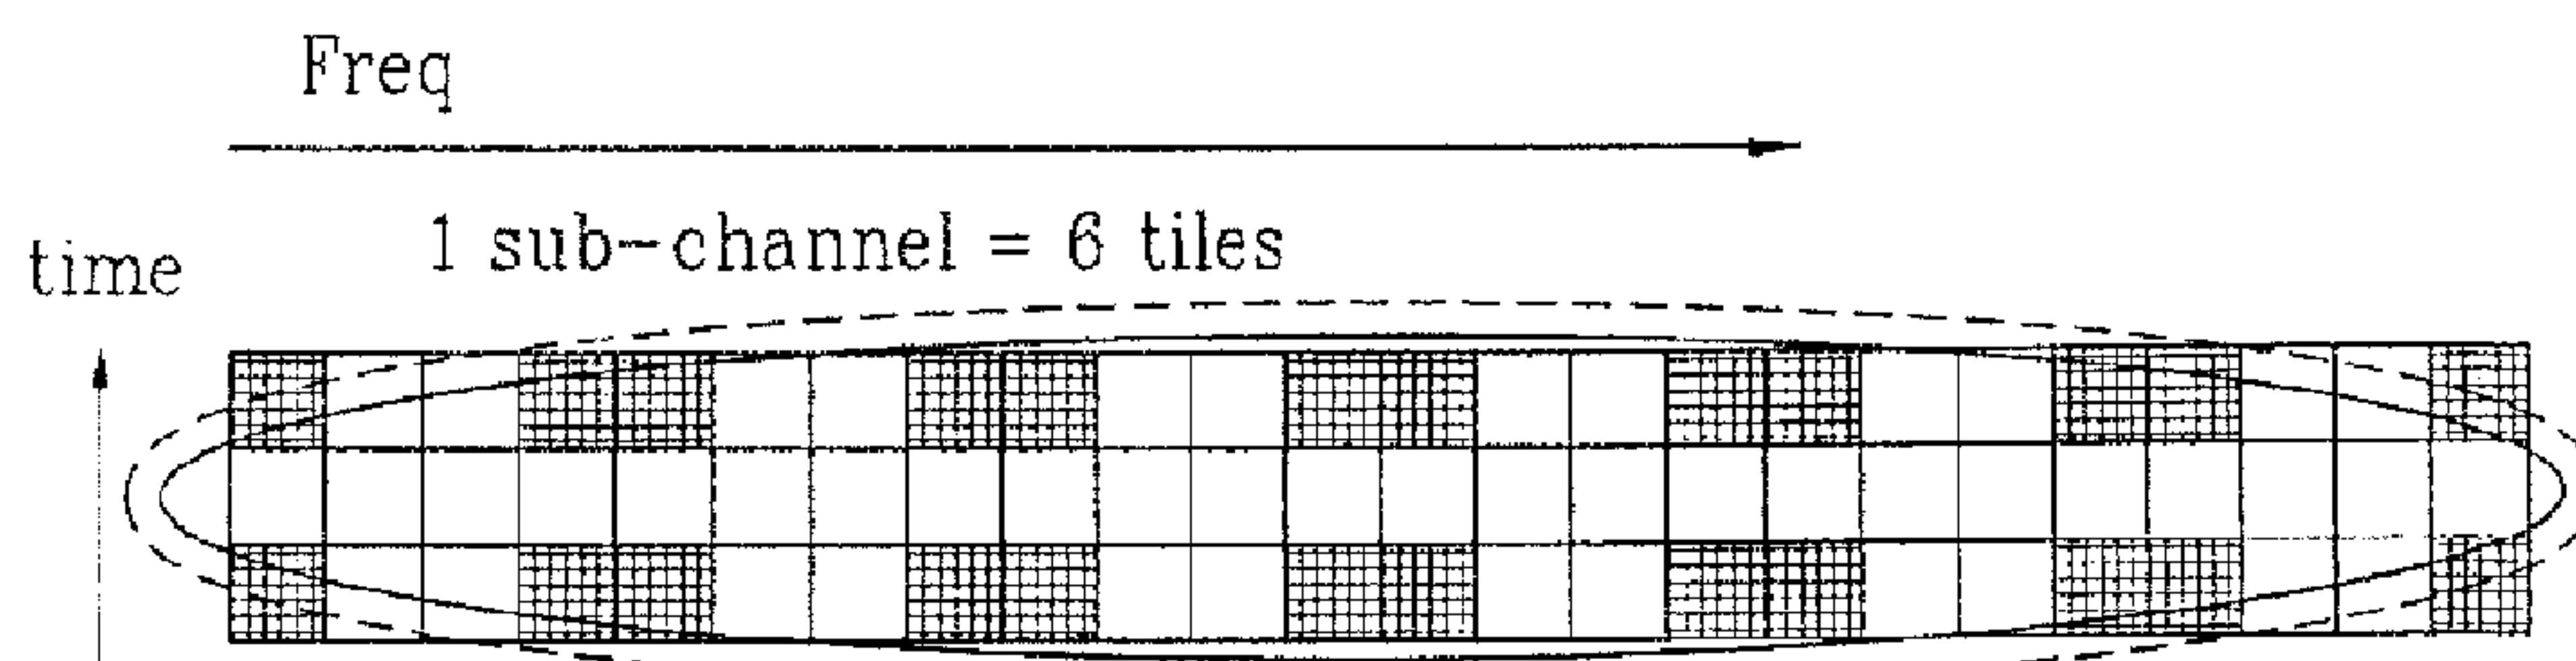 Freq
1 sub-channel = 6 tiles
time